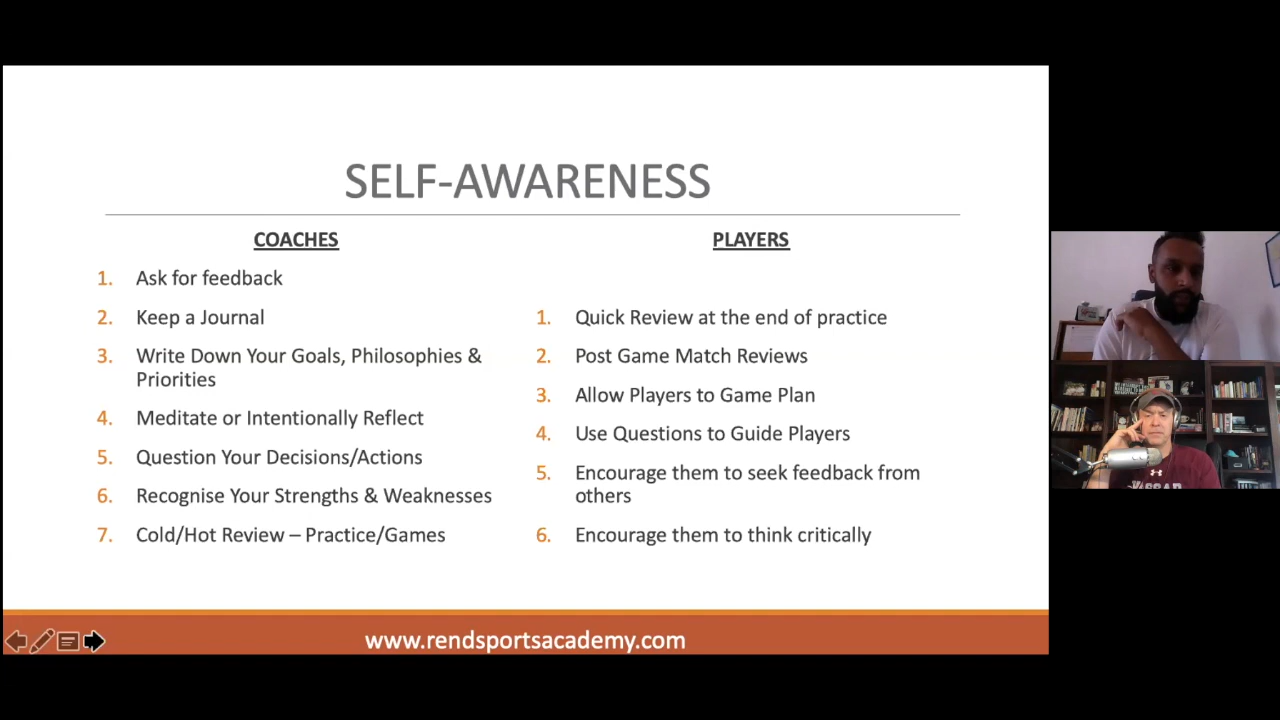 SELF-AWARENESS
COACHES
1. Ask for feedback
2. Keep a Journal
3. Write Down Your Goals, Philosophies &
Priorities
4. Meditate or Intentionally Reflect
5. Question Your Decisions/Actions
6. Recognise Your Strengths & Weaknesses
7. Cold/Hot Review – Practice/Games
PLAYERS
1. Quick Review at the end of practice
2. Post Game Match Reviews
3. Allow Players to Game Plan
4. Use Questions to Guide Players
5. Encourage them to seek feedback from
others
6. Encourage them to think critically
www.rendsportsacademy.com
VASSAR